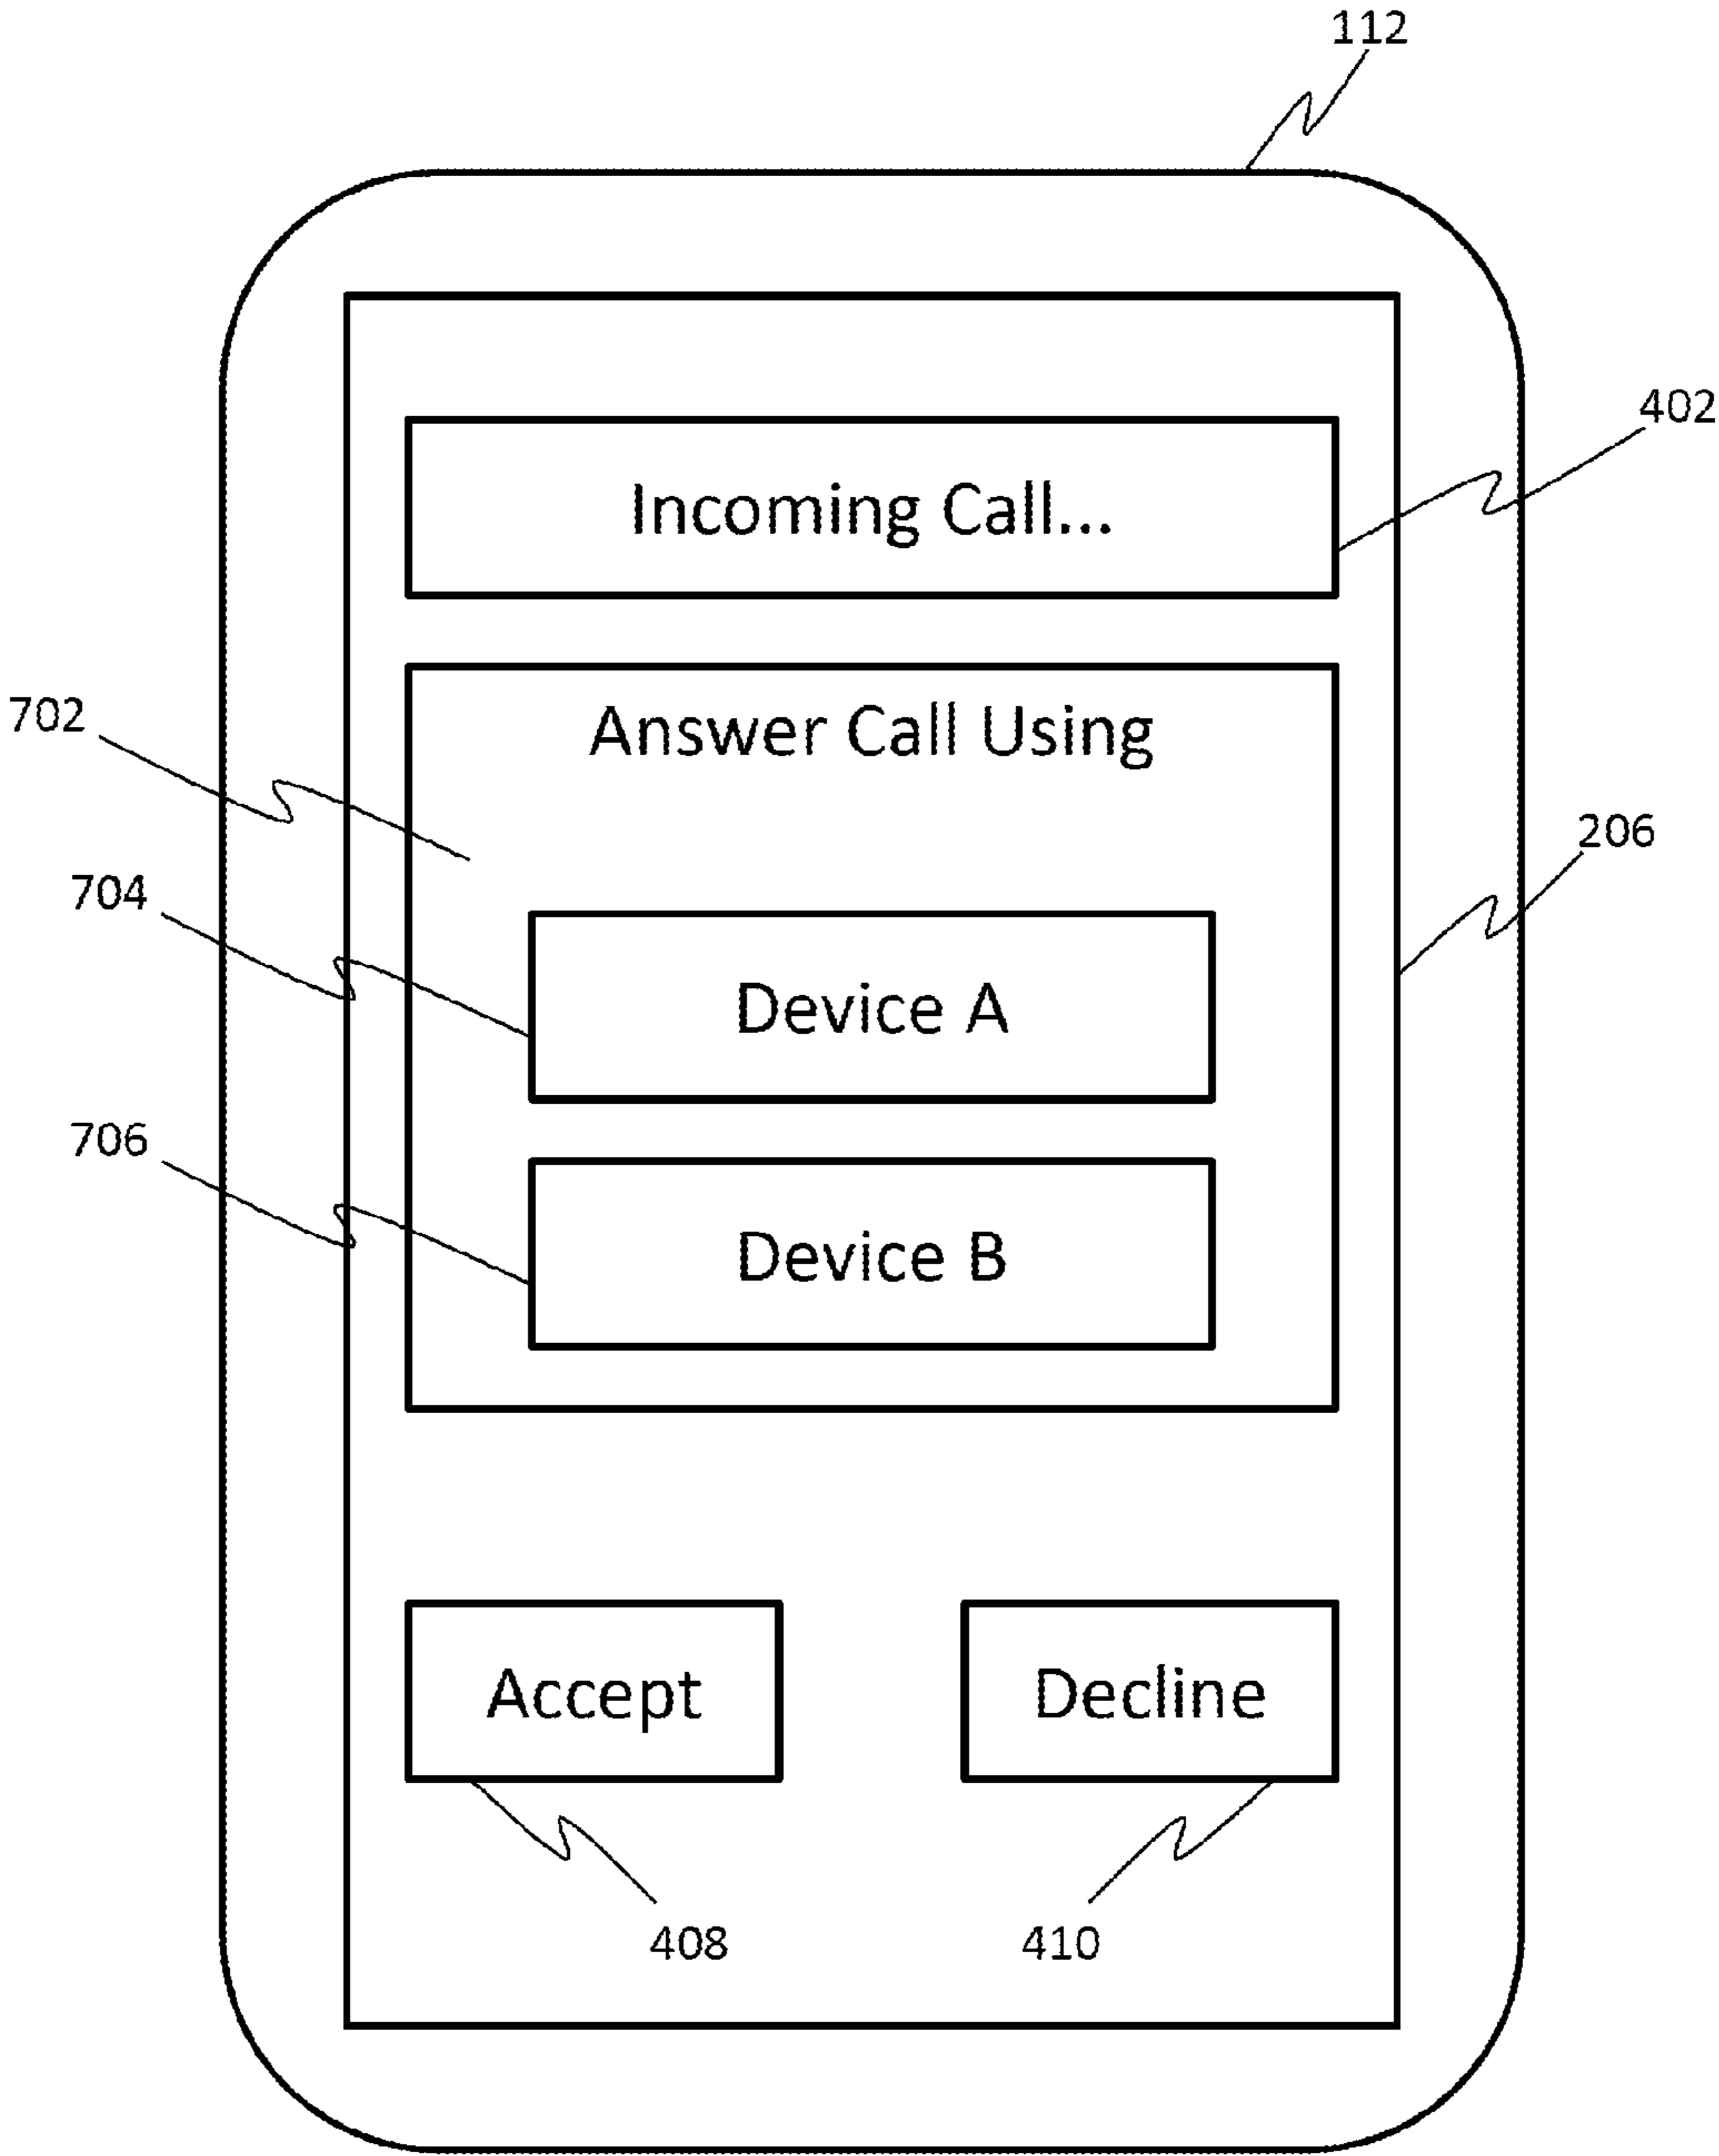 112
402
Incoming Call...
702
Answer Call Using
206
704
Device A
706
Device B
Accept
Decline
408
410